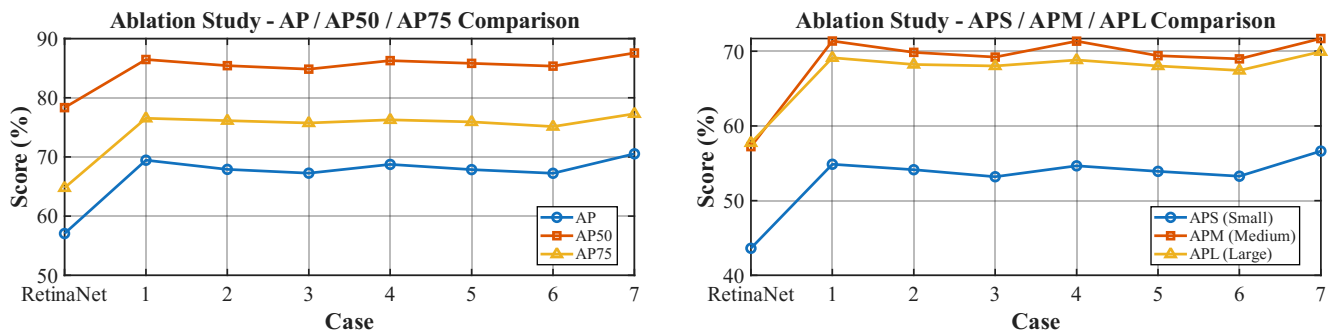 Ablation Study - AP / AP50 / AP75 Comparison
90
80
70
60
50
Score (%)
AP
AP50
AP75
RetinaNet 1 2 3 4 5 6 7
Case
Ablation Study - APS / APM / APL Comparison
70
60
50
40
Score (%)
APS (Small)
APM (Medium)
APL (Large)
RetinaNet 1 2 3 4 5 6 7
Case